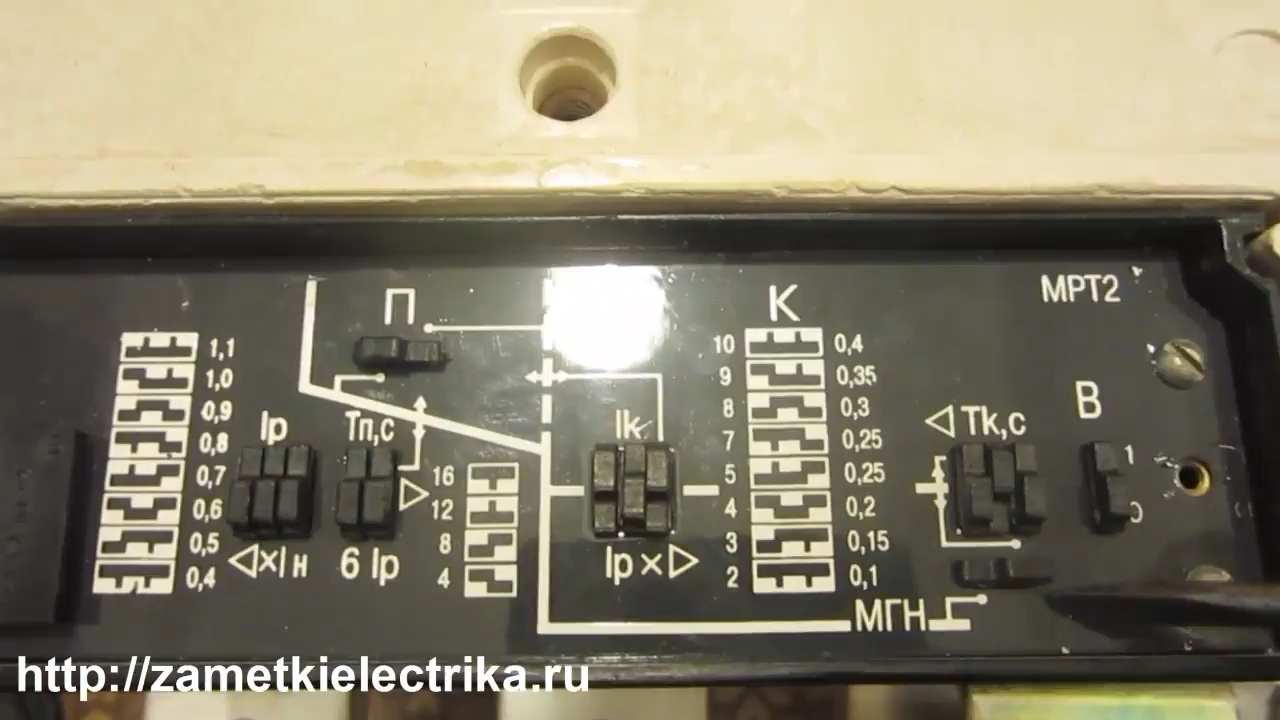 МРТ2
П
К
В
1,1
1,0
0,9
0,8
0,7
0,6
0,5
0,4
Iр
◁×Iн
Тп,с
6 Iр
16
12
8
4
Ik
Iр×▷
10
9
8
7
5
4
3
2
0,4
0,35
0,3
0,25
0,25
0,2
0,15
0,1
◁Tk,с
1
0
МГН
http://zametkielectrika.ru